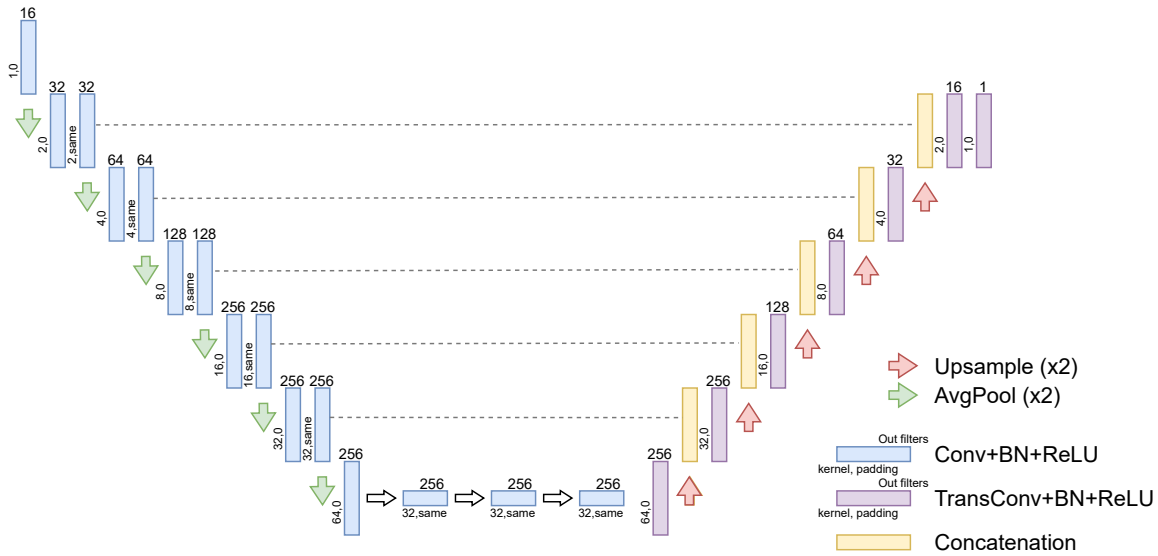 16
1,0
32 32
2,0 2,same
16 1
2,0 1,0
64 64
4,0 4,same
32
4,0
128 128
8,0 8,same
64
8,0
256 256
16,0 16,same
128
16,0
256 256
32,0 32,same
256
32,0
256
64,0
256
32,same
256
32,same
256
32,same
256
64,0
Upsample (x2)
AvgPool (x2)
Out filters
Conv+BN+ReLU
kernel, padding
Out filters
TransConv+BN+ReLU
kernel, padding
Concatenation